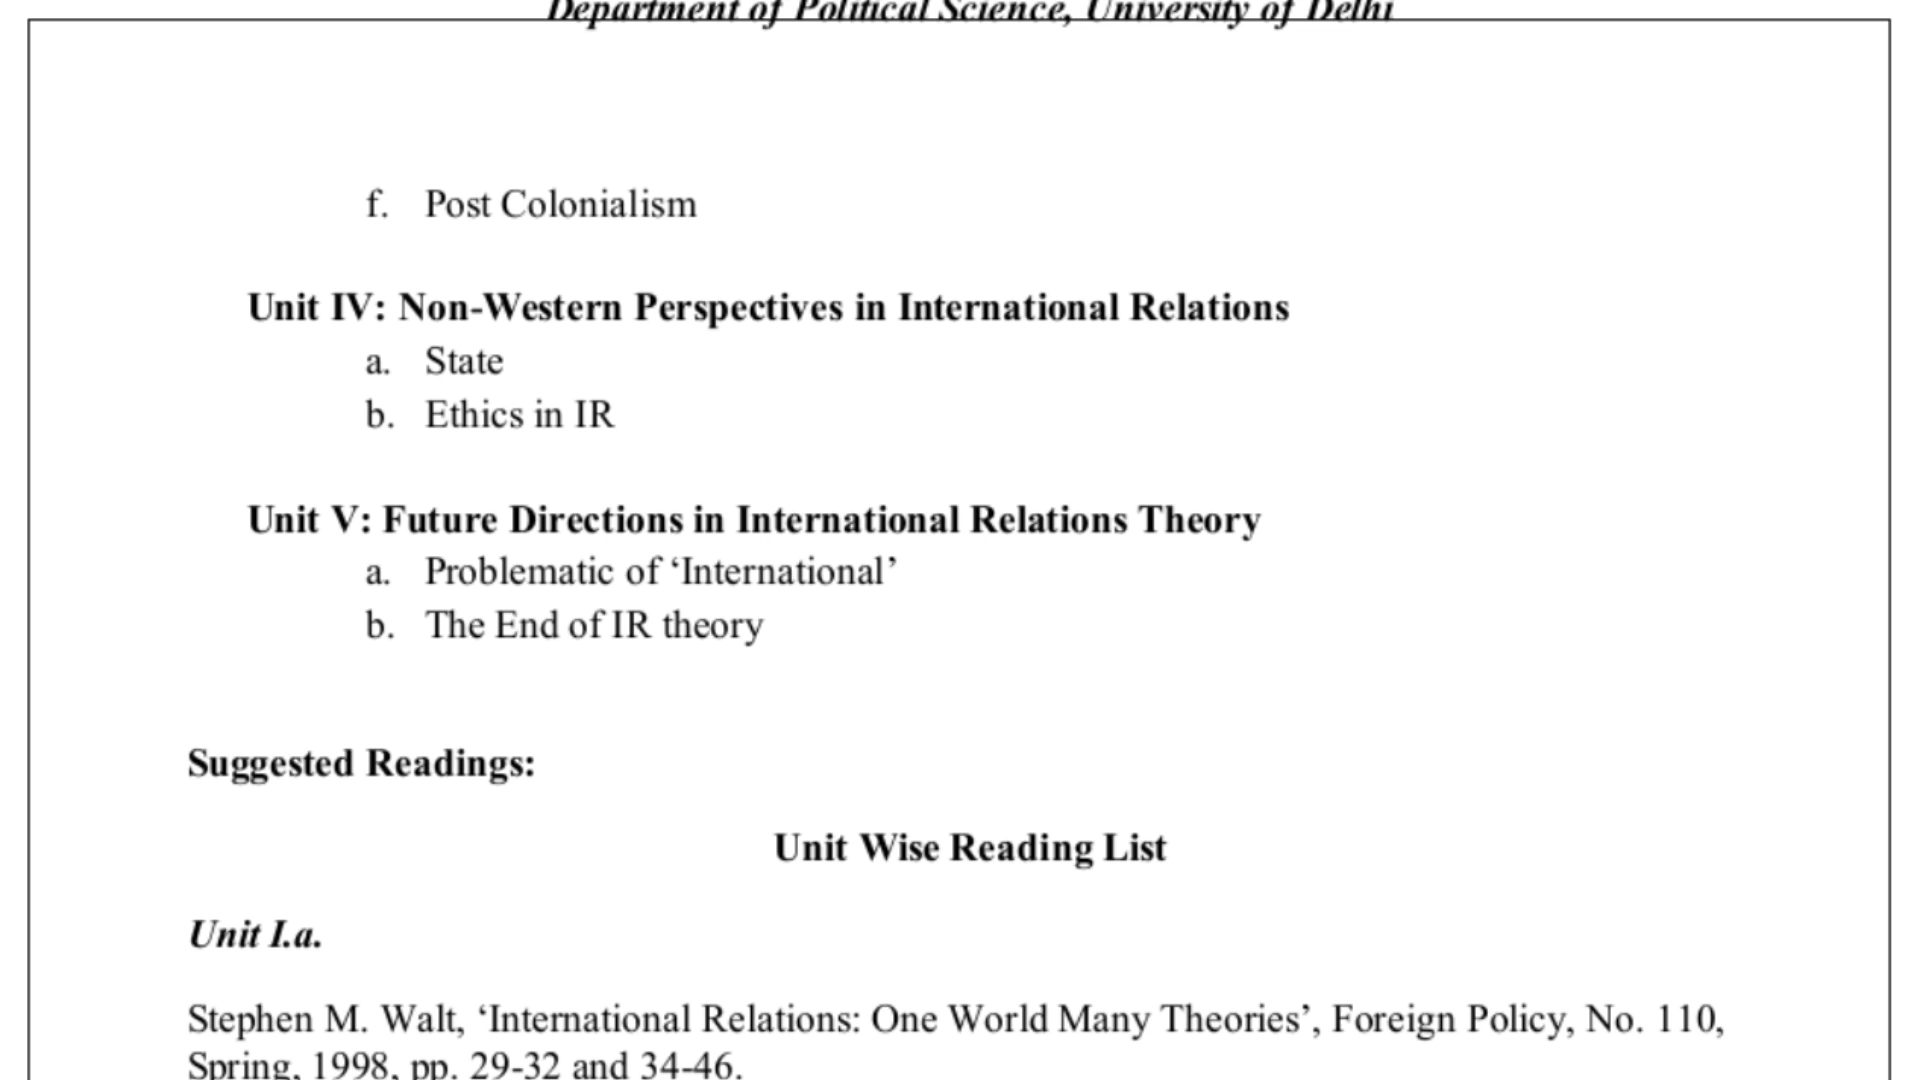 Department of Political Science, University of Delhi
f. Post Colonialism
Unit IV: Non-Western Perspectives in International Relations
a. State
b. Ethics in IR
Unit V: Future Directions in International Relations Theory
a. Problematic of ‘International’
b. The End of IR theory
Suggested Readings:
Unit Wise Reading List
Unit I.a.
Stephen M. Walt, ‘International Relations: One World Many Theories’, Foreign Policy, No. 110,
Spring, 1998, pp. 29-32 and 34-46.